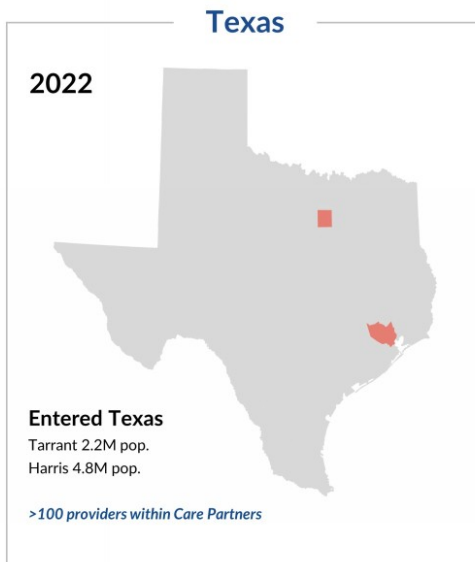 Texas
2022
Entered Texas
Tarrant 2.2M pop.
Harris 4.8M pop.
>100 providers within Care Partners